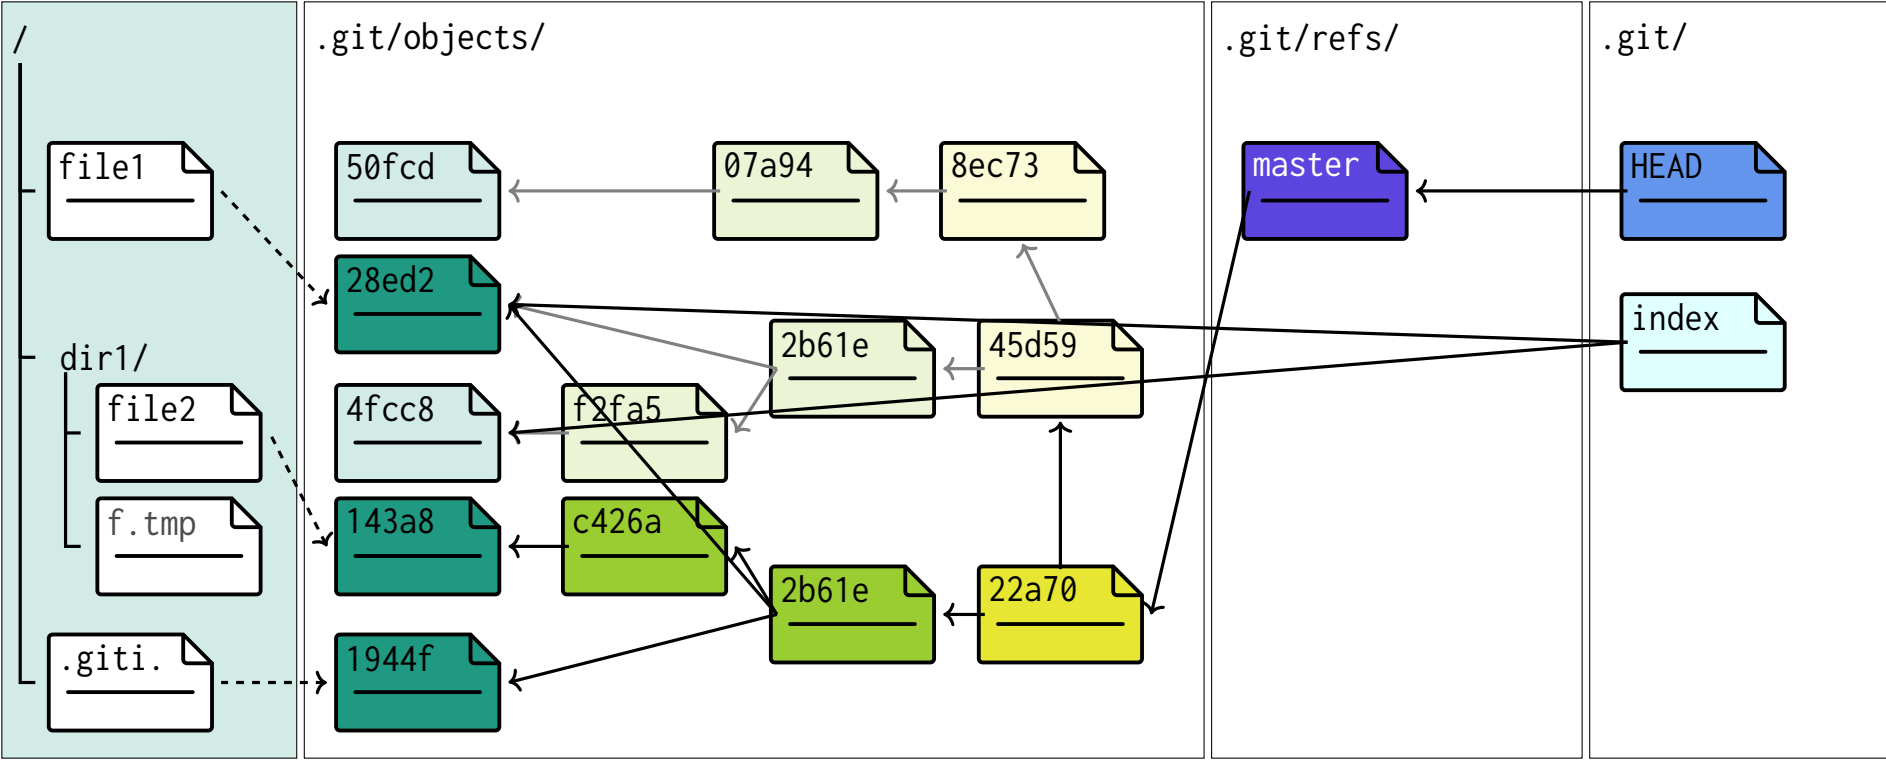 /
.git/objects/
.git/refs/
.git/
file1
50fcd
07a94
8ec73
master
HEAD
28ed2
index
dir1/
2b61e
45d59
file2
4fcc8
f2fa5
f.tmp
143a8
c426a
2b61e
22a70
.giti.
1944f